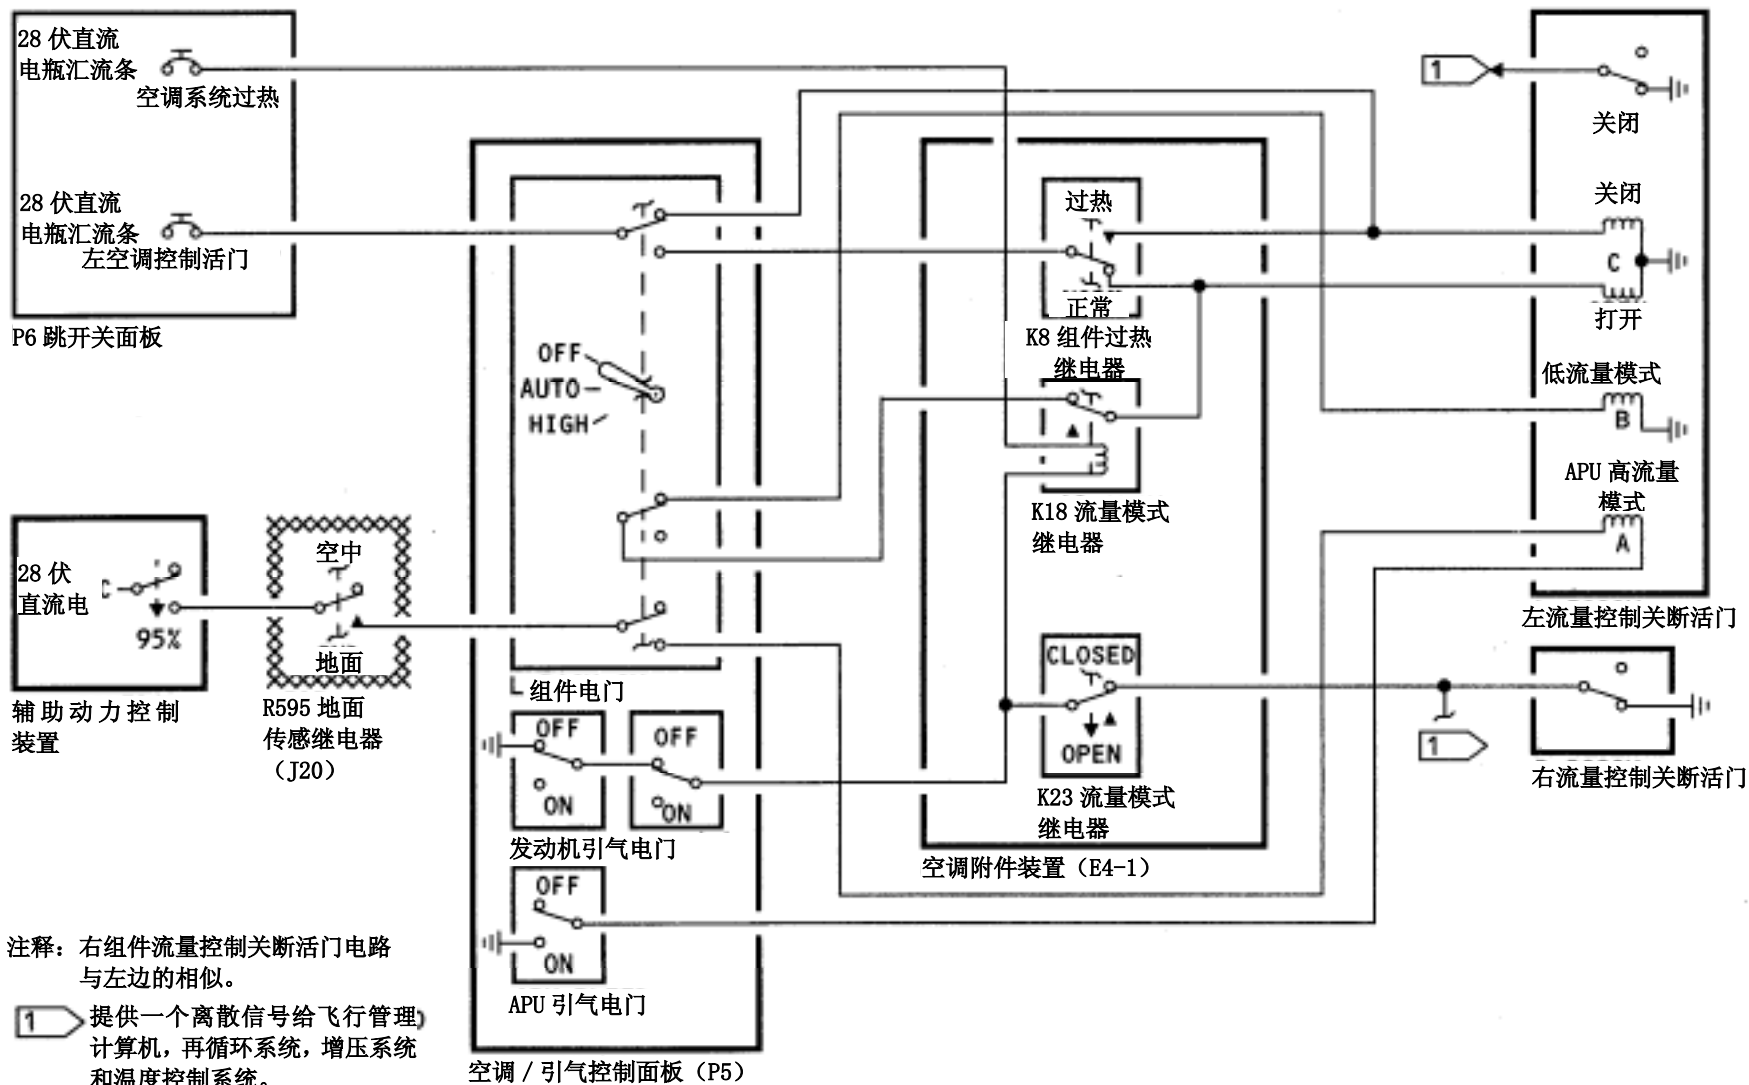 28 伏直流
电瓶汇流条
空调系统过热
28 伏直流
电瓶汇流条
左空调控制活门
P6 跳开关面板
28 伏
直流电
95%
辅助动力控制
装置
空中
地面
R595 地面
传感继电器
（J20）
OFF
AUTO
HIGH
组件电门
OFF
ON
OFF
ON
发动机引气电门
OFF
ON
APU 引气电门
空调 / 引气控制面板（P5）
过热
正常
K8 组件过热
继电器
K18 流量模式
继电器
CLOSED
OPEN
K23 流量模式
继电器
空调附件装置（E4-1）
1
关闭
关闭
C
打开
低流量模式
B
APU 高流量
模式
A
左流量控制关断活门
1
右流量控制关断活门
注释：右组件流量控制关断活门电路
与左边的相似。
1
提供一个离散信号给飞行管理)
计算机，再循环系统，增压系统
和温度控制系统。